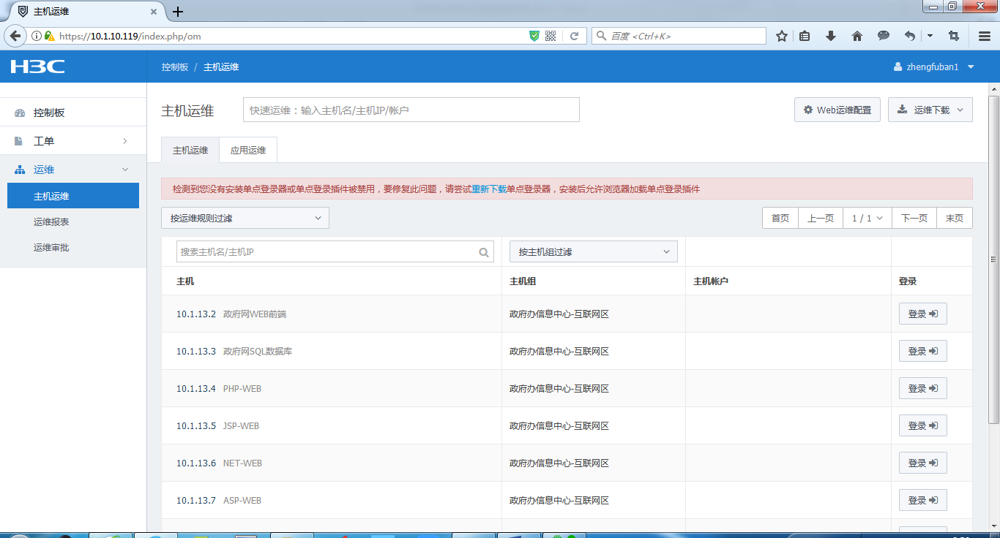 主机运维
https://10.1.10.119/index.php/om
百度 <Ctrl+K>
H3C
控制板 / 主机运维
zhengfuban1
控制板
工单
运维
主机运维
运维报表
运维审批
主机运维
快速运维：输入主机名/主机IP/帐户
Web运维配置
运维下载
主机运维 应用运维
检测到您没有安装单点登录器或单点登录插件被禁用，要修复此问题，请尝试重新下载单点登录器，安装后允许浏览器加载单点登录插件
按运维规则过滤
首页 上一页 1 / 1 下一页 末页
搜索主机名/主机IP 按主机组过滤
主机 主机组 主机帐户 登录
10.1.13.2 政府网WEB前端 政府办信息中心-互联网区 登录
10.1.13.3 政府网SQL数据库 政府办信息中心-互联网区 登录
10.1.13.4 PHP-WEB 政府办信息中心-互联网区 登录
10.1.13.5 JSP-WEB 政府办信息中心-互联网区 登录
10.1.13.6 NET-WEB 政府办信息中心-互联网区 登录
10.1.13.7 ASP-WEB 政府办信息中心-互联网区 登录